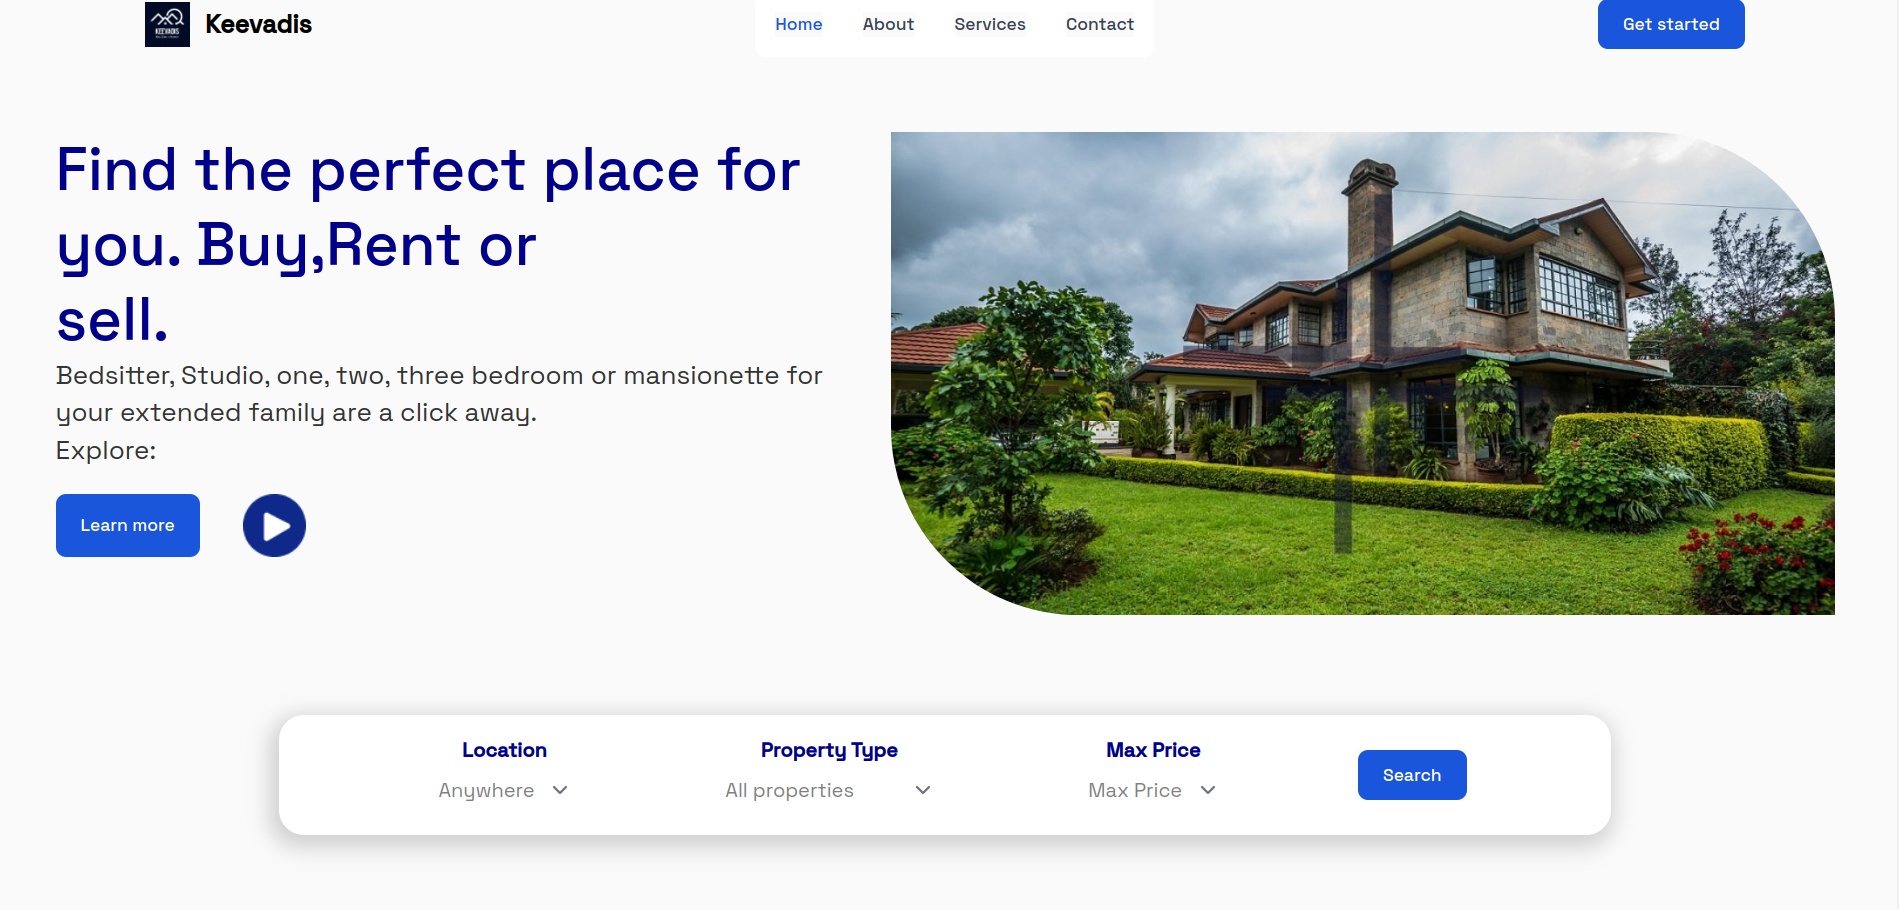 KEEVADIS
Keevadis
Home About Services Contact
Get started
Find the perfect place for
you. Buy,Rent or
sell.
Bedsitter, Studio, one, two, three bedroom or mansionette for
your extended family are a click away.
Explore:
Learn more
Location Property Type Max Price
Anywhere All properties Max Price
Search